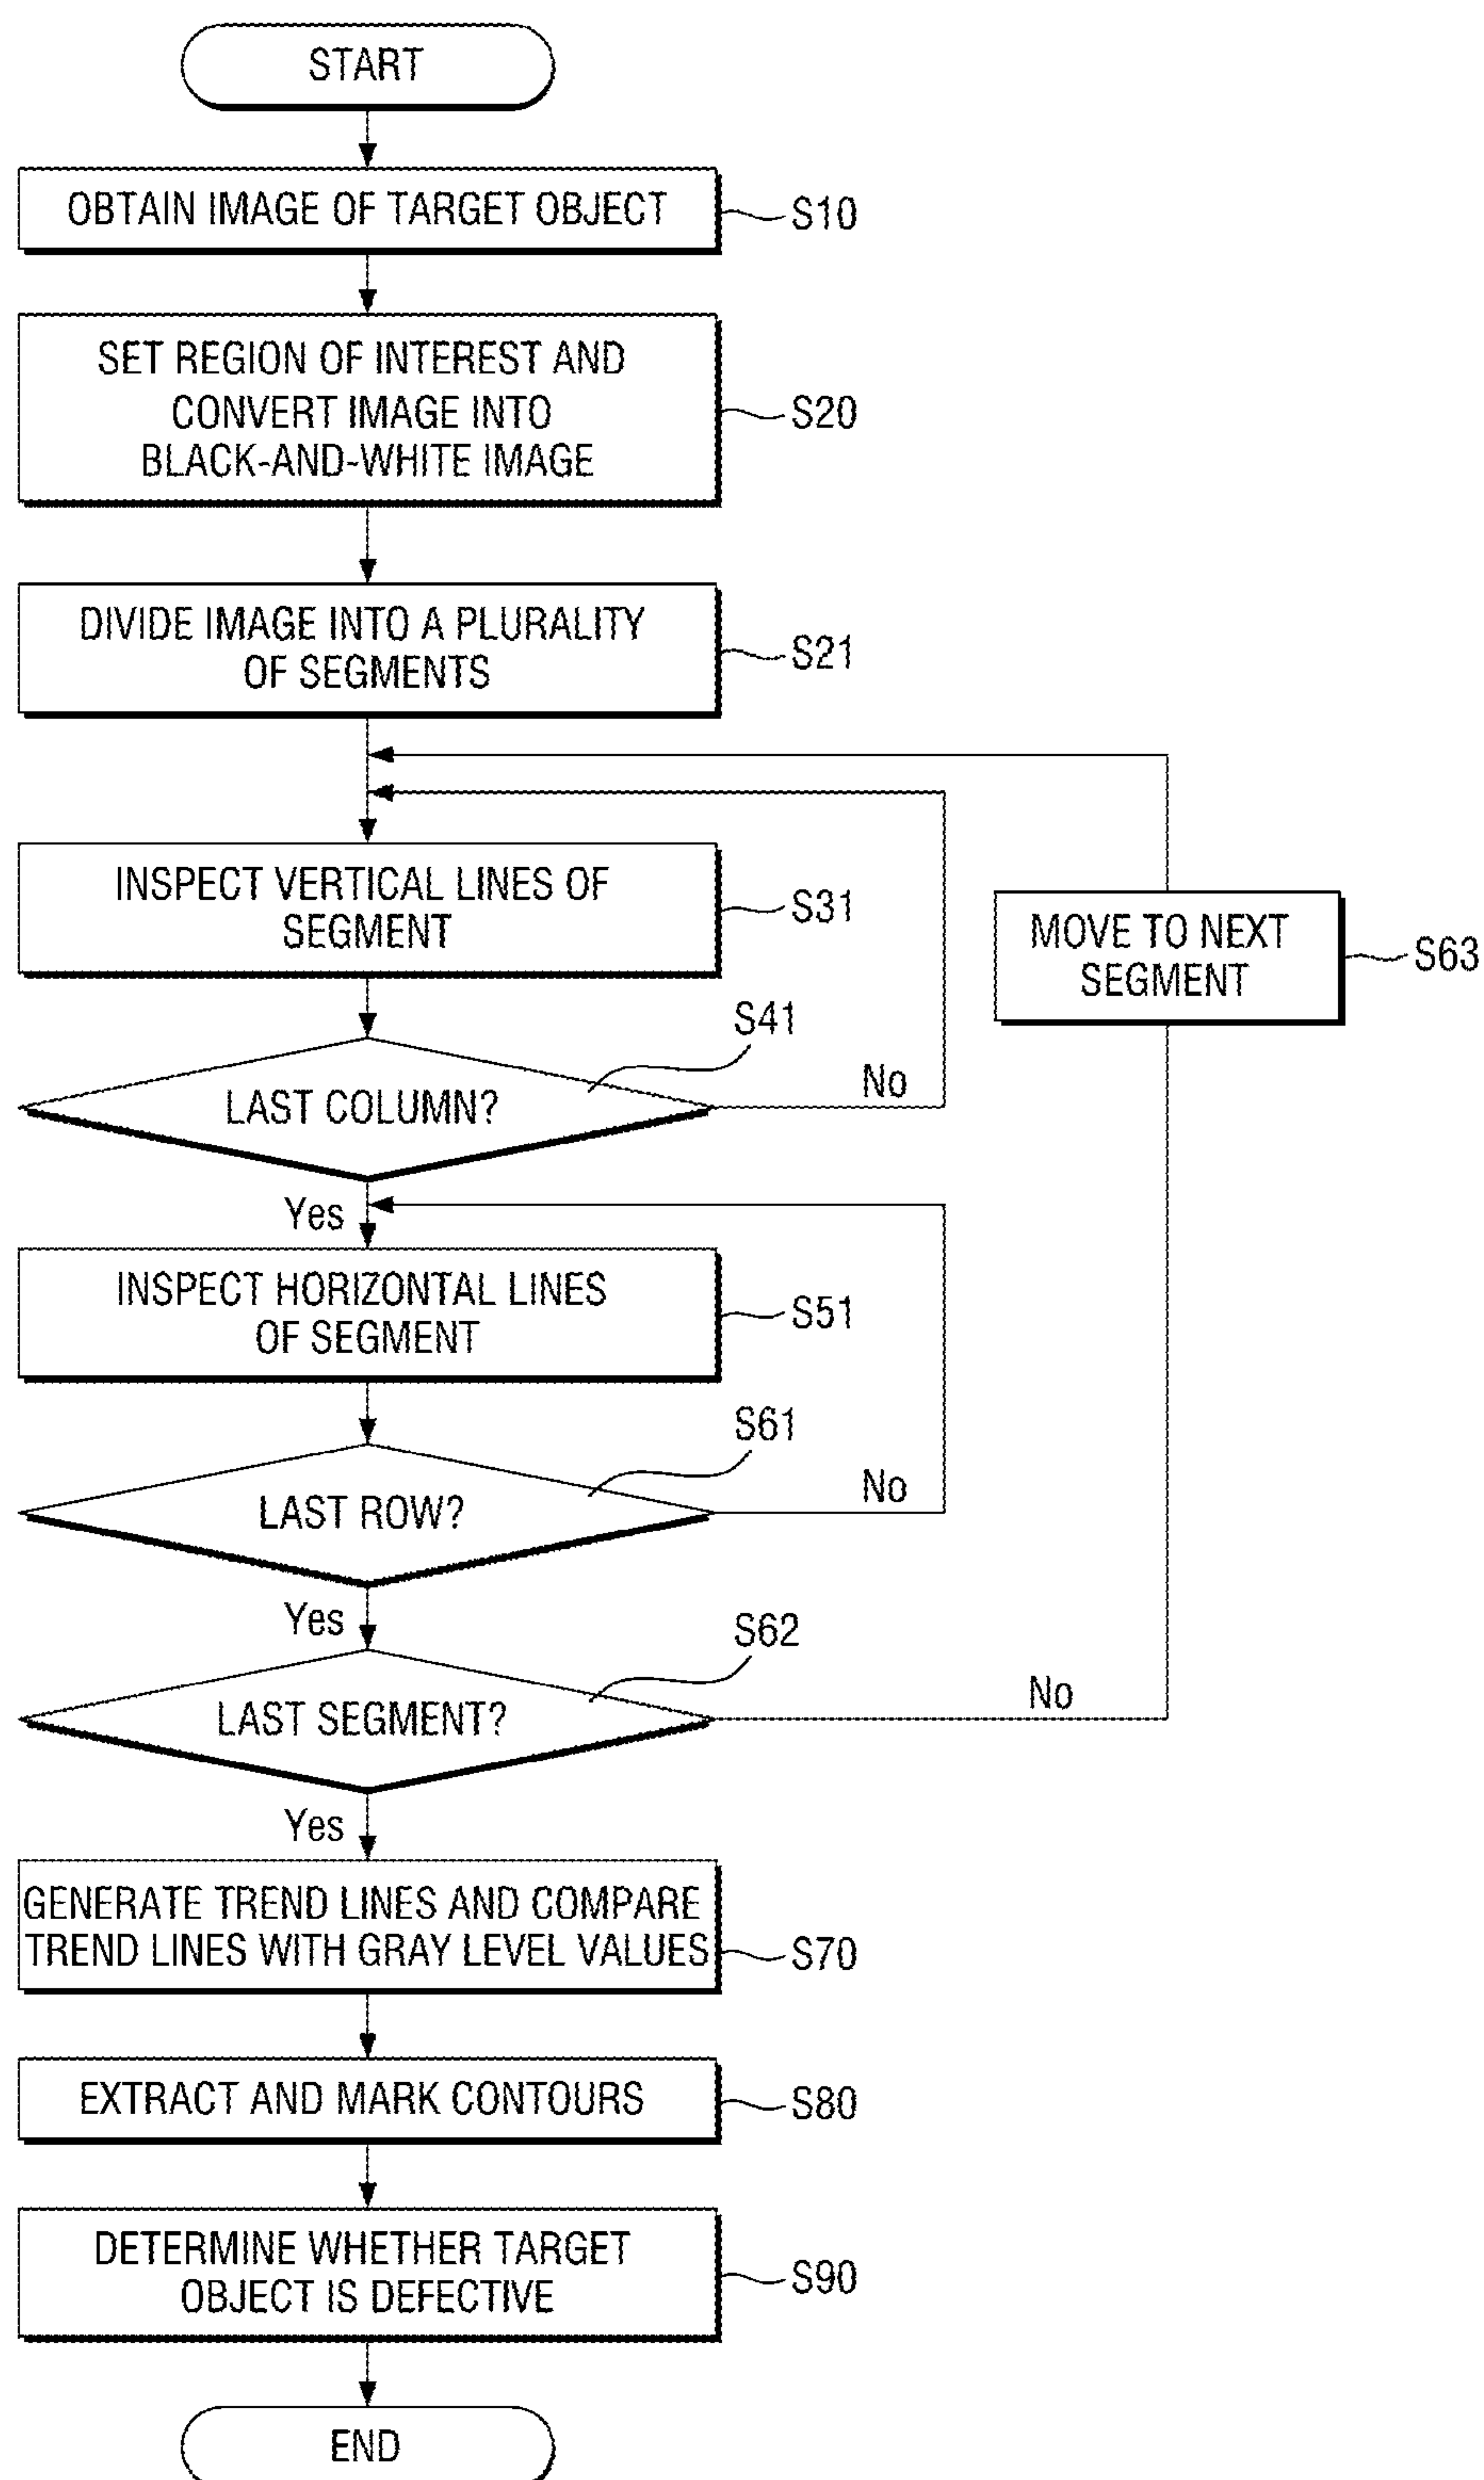 START
OBTAIN IMAGE OF TARGET OBJECT
S10
SET REGION OF INTEREST AND
CONVERT IMAGE INTO
BLACK-AND-WHITE IMAGE
S20
DIVIDE IMAGE INTO A PLURALITY
OF SEGMENTS
S21
INSPECT VERTICAL LINES OF
SEGMENT
S31
MOVE TO NEXT
SEGMENT
S63
S41
LAST COLUMN?
No
Yes
INSPECT HORIZONTAL LINES
OF SEGMENT
S51
S61
LAST ROW?
No
Yes
S62
LAST SEGMENT?
No
Yes
GENERATE TREND LINES AND COMPARE
TREND LINES WITH GRAY LEVEL VALUES
S70
EXTRACT AND MARK CONTOURS
S80
DETERMINE WHETHER TARGET
OBJECT IS DEFECTIVE
S90
END